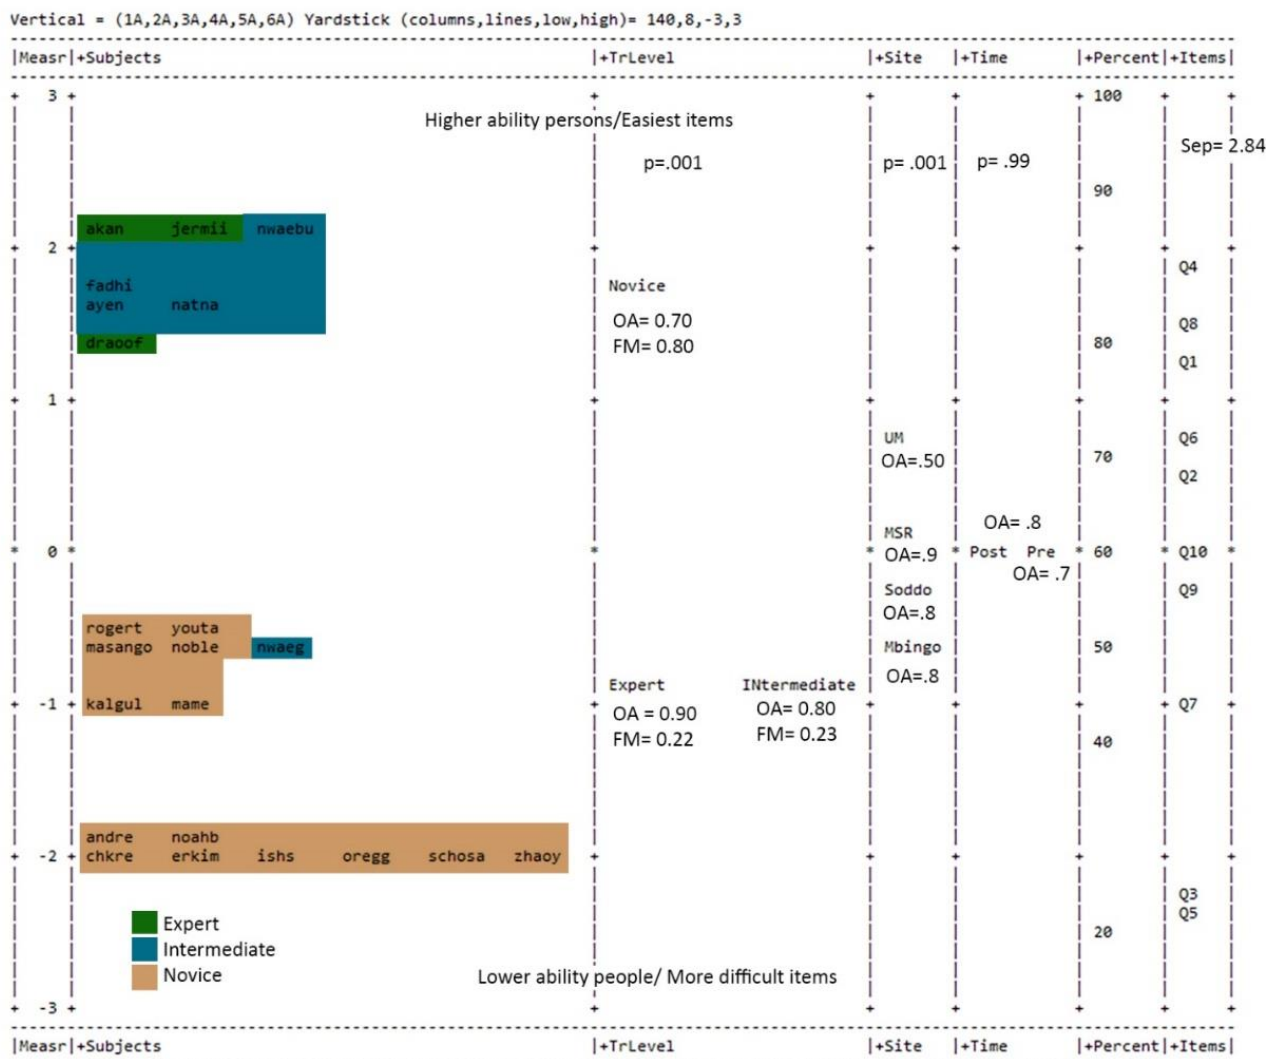 Vertical = (1A,2A,3A,4A,5A,6A) Yardstick (columns,lines,low,high)= 140,8,-3,3
|Measr|+Subjects |+TrLevel |+Site |+Time |+Percent|+Items|
+ 3 + + + + + 100 + +
Higher ability persons/Easiest items
Sep= 2.84
p=.001 p= .001 p= .99
90
akan jermii nwaebu
+ 2 + + + + + + +
Q4
fadhi Novice
ayen natna
OA= 0.70 Q8
draoof FM= 0.80 80
Q1
+ 1 + + + + + + +
UM Q6
OA=.50 70
Q2
OA= .8
MSR
* 0 * * * OA=.9 * Post Pre * 60 * Q10 *
OA= .7
Soddo Q9
OA=.8
rogert youta
masango noble nwaeg Mbingo 50
OA=.8
Expert INtermediate
+ -1 + kalgul mame + + + + + Q7 +
OA = 0.90 OA= 0.80
FM= 0.22 FM= 0.23 40
andre noahb
+ -2 + chkre erkim ishs oregg schosa zhaoy + + + + + +
Q3
Q5
Expert
20
Intermediate
Novice Lower ability people/ More difficult items
+ -3 + + + + + + +
|Measr|+Subjects |+TrLevel |+Site |+Time |+Percent|+Items|